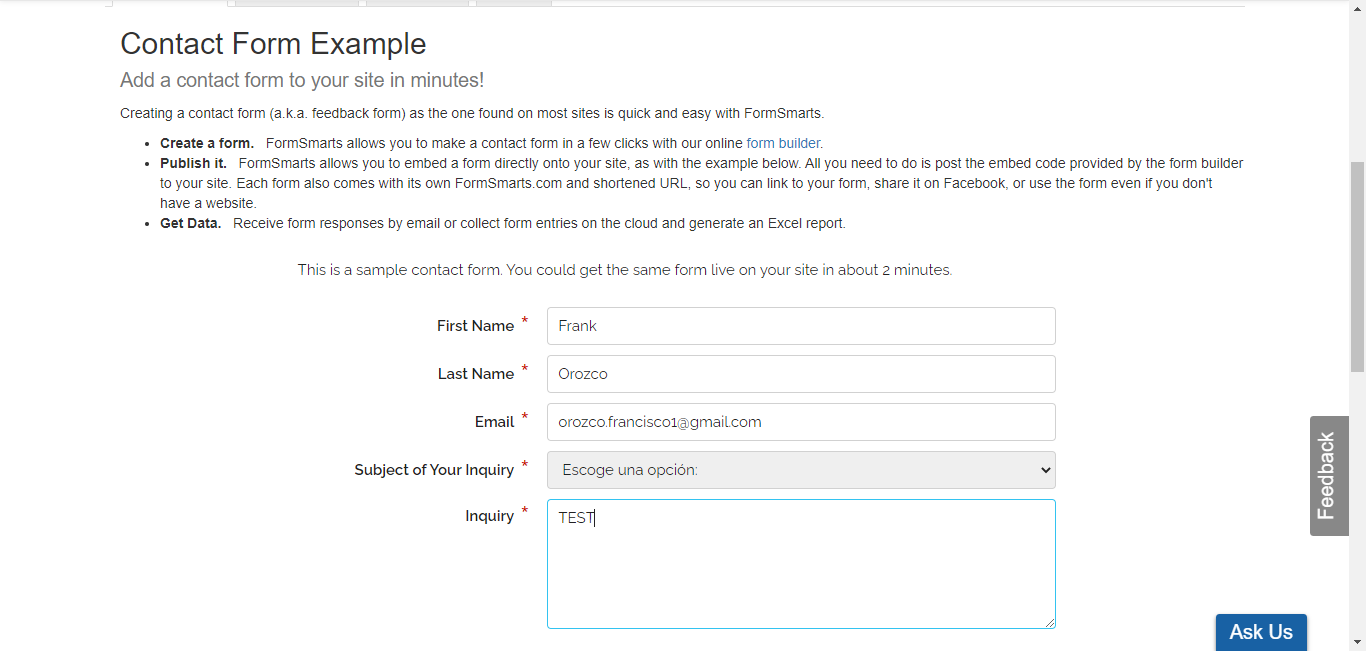 Contact Form Example
Add a contact form to your site in minutes!
Creating a contact form (a.k.a. feedback form) as the one found on most sites is quick and easy with FormSmarts.
• Create a form. FormSmarts allows you to make a contact form in a few clicks with our online form builder.
• Publish it. FormSmarts allows you to embed a form directly onto your site, as with the example below. All you need to do is post the embed code provided by the form builder
to your site. Each form also comes with its own FormSmarts.com and shortened URL, so you can link to your form, share it on Facebook, or use the form even if you don't
have a website.
• Get Data. Receive form responses by email or collect form entries on the cloud and generate an Excel report.
This is a sample contact form. You could get the same form live on your site in about 2 minutes.
First Name * Frank
Last Name * Orozco
Email * orozco.francisco1@gmail.com
Subject of Your Inquiry * Escoge una opción:
Inquiry * TEST
Feedback
Ask Us